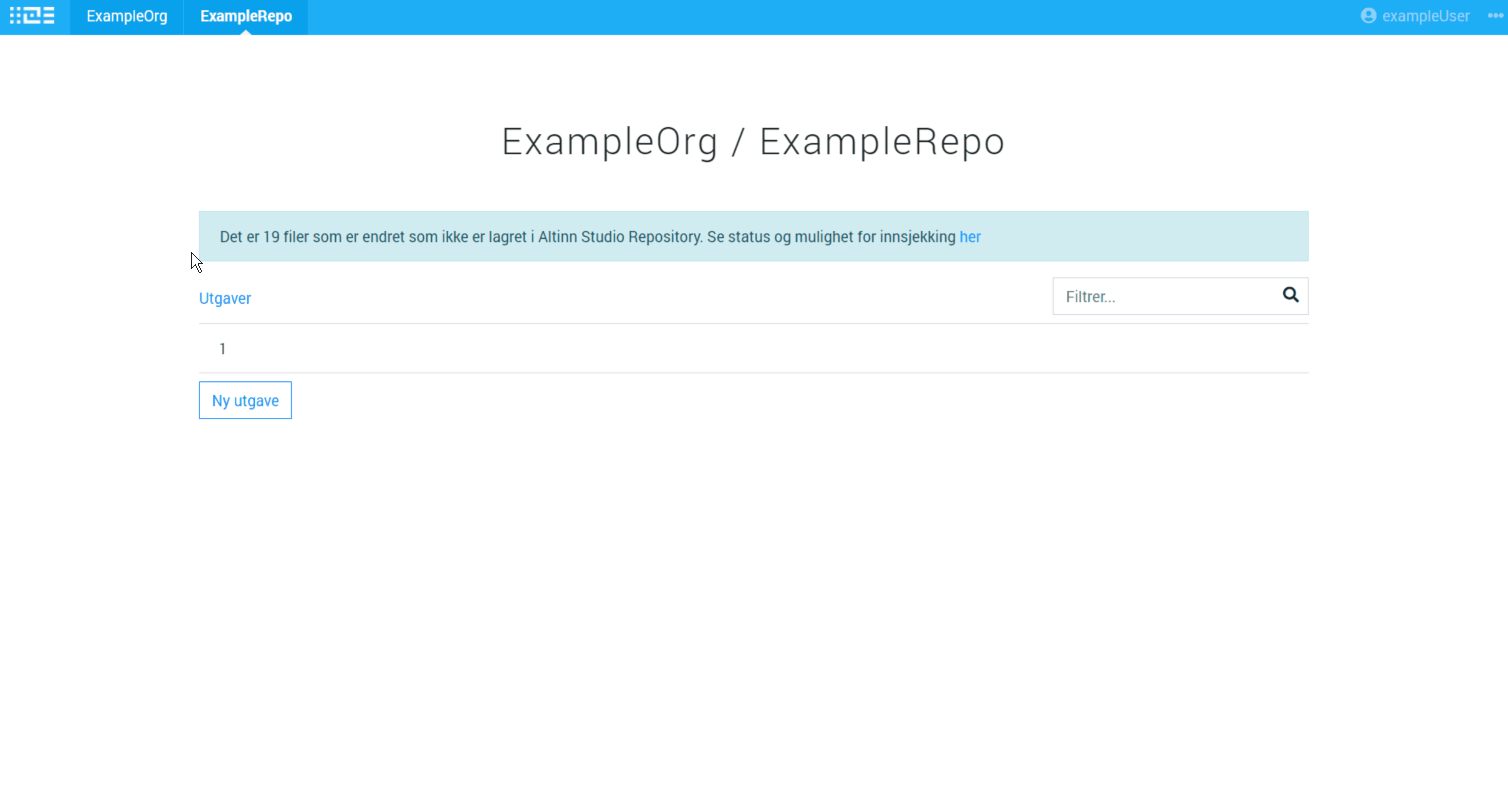 ExampleOrg ExampleRepo exampleUser
ExampleOrg / ExampleRepo
Det er 19 filer som er endret som ikke er lagret i Altinn Studio Repository. Se status og mulighet for innsjekking her
Utgaver Filtrer...
1
Ny utgave